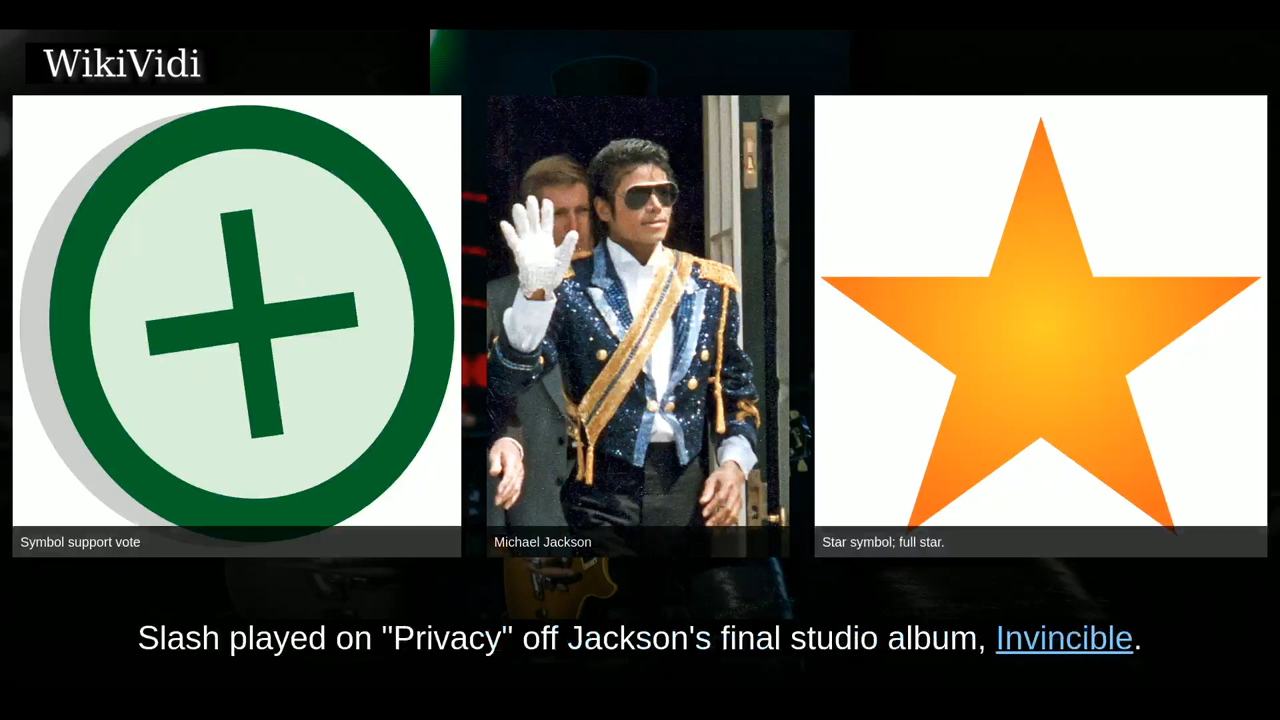 WikiVidi
Symbol support vote
Michael Jackson
Star symbol; full star.
Slash played on "Privacy" off Jackson's final studio album, Invincible.